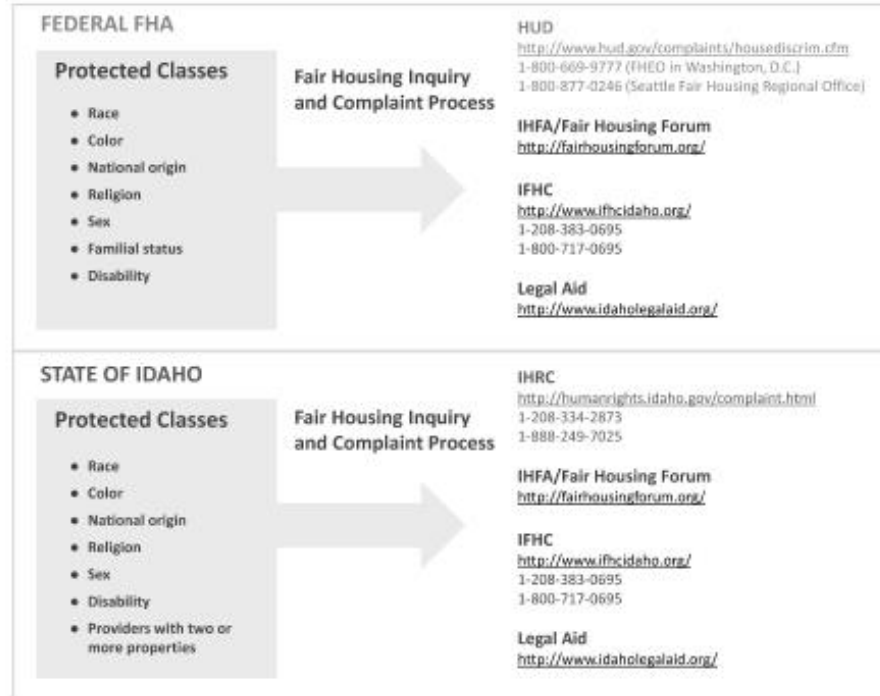 FEDERAL FHA
Protected Classes
• Race
• Color
• National origin
• Religion
• Sex
• Familial status
• Disability
Fair Housing Inquiry
and Complaint Process
HUD
http://www.hud.gov/complaints/housediscrim.cfm
1-800-669-9777 (FHEO in Washington, D.C.)
1-800-877-0246 (Seattle Fair Housing Regional Office)
IHFA/Fair Housing Forum
http://fairhousingforum.org/
IFHC
http://www.ifhcidaho.org/
1-208-383-0695
1-800-717-0695
Legal Aid
http://www.idaholegalaid.org/
STATE OF IDAHO
Protected Classes
• Race
• Color
• National origin
• Religion
• Sex
• Disability
• Providers with two or
more properties
Fair Housing Inquiry
and Complaint Process
IHRC
http://humanrights.idaho.gov/complaint.html
1-208-334-2873
1-888-249-7025
IHFA/Fair Housing Forum
http://fairhousingforum.org/
IFHC
http://www.ifhcidaho.org/
1-208-383-0695
1-800-717-0695
Legal Aid
http://www.idaholegalaid.org/